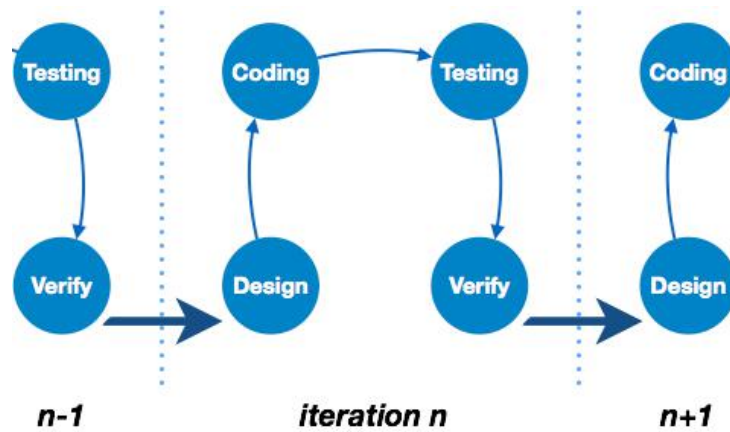 Testing
Coding
Testing
Coding
Verify
Design
Verify
Design
n-1
iteration n
n+1